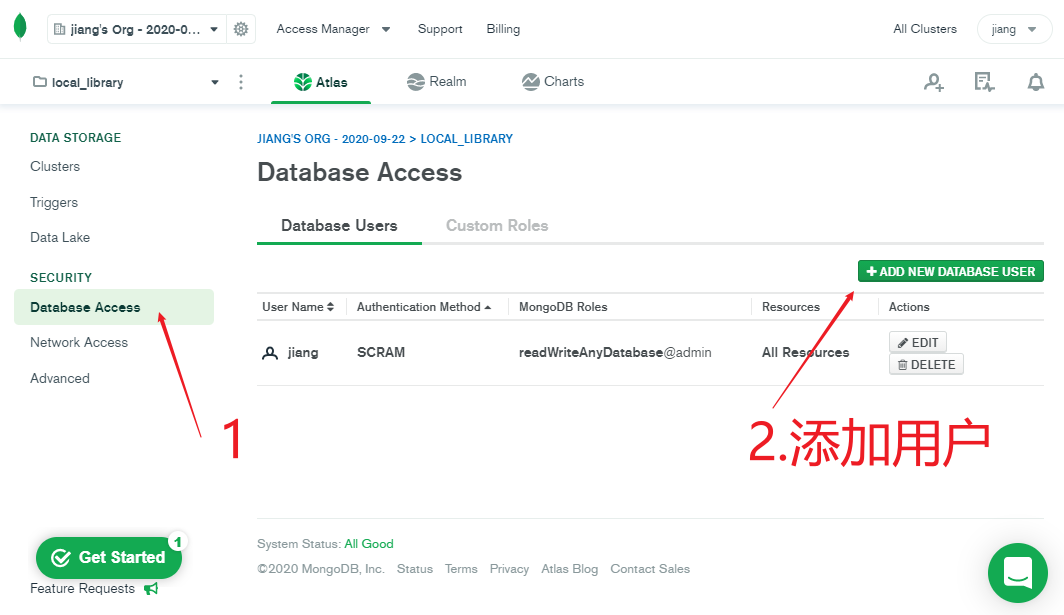 jiang's Org - 2020-0... Access Manager Support Billing All Clusters jiang
local_library Atlas Realm Charts
DATA STORAGE
Clusters
Triggers
Data Lake
SECURITY
Database Access
Network Access
Advanced
1
Get Started 1
Feature Requests
JIANG'S ORG - 2020-09-22 > LOCAL_LIBRARY
Database Access
Database Users Custom Roles
+ ADD NEW DATABASE USER
User Name Authentication Method MongoDB Roles Resources Actions
jiang SCRAM readWriteAnyDatabase@admin All Resources EDIT
DELETE
2.添加用户
System Status: All Good
©2020 MongoDB, Inc. Status Terms Privacy Atlas Blog Contact Sales